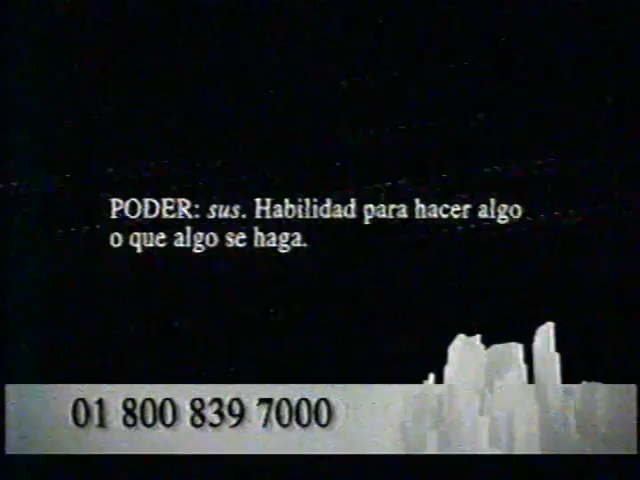 PODER: sus. Habilidad para hacer algo
o que algo se haga.
01 800 839 7000